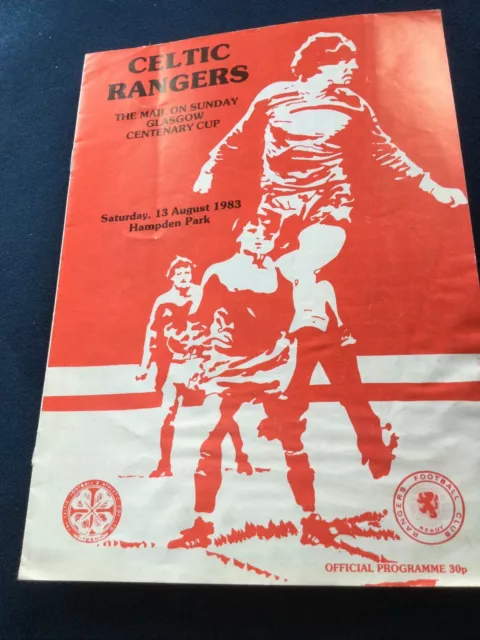 CELTIC
RANGERS
THE MAIL ON SUNDAY
GLASGOW
CENTENARY CUP
Saturday, 13 August 1983
Hampden Park
RANGERS FOOTBALL CLUB
READY
OFFICIAL PROGRAMME 30p